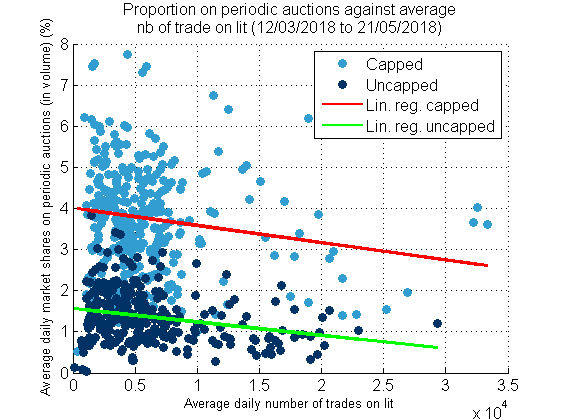 Proportion on periodic auctions against average
nb of trade on lit (12/03/2018 to 21/05/2018)
Average daily market shares on periodic auctions (in volume) (%)
8
7
6
5
4
3
2
1
0
Capped
Uncapped
Lin. reg. capped
Lin. reg. uncapped
0 0.5 1 1.5 2 2.5 3 3.5
Average daily number of trades on lit
x 10^4